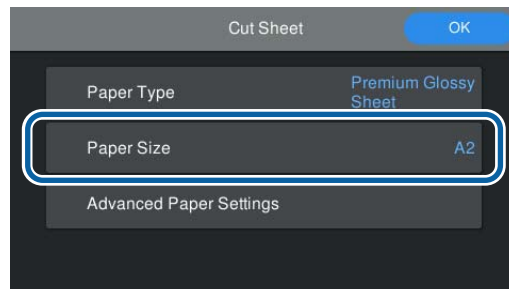 Cut Sheet
OK
Paper Type
Premium Glossy
Sheet
Paper Size
A2
Advanced Paper Settings